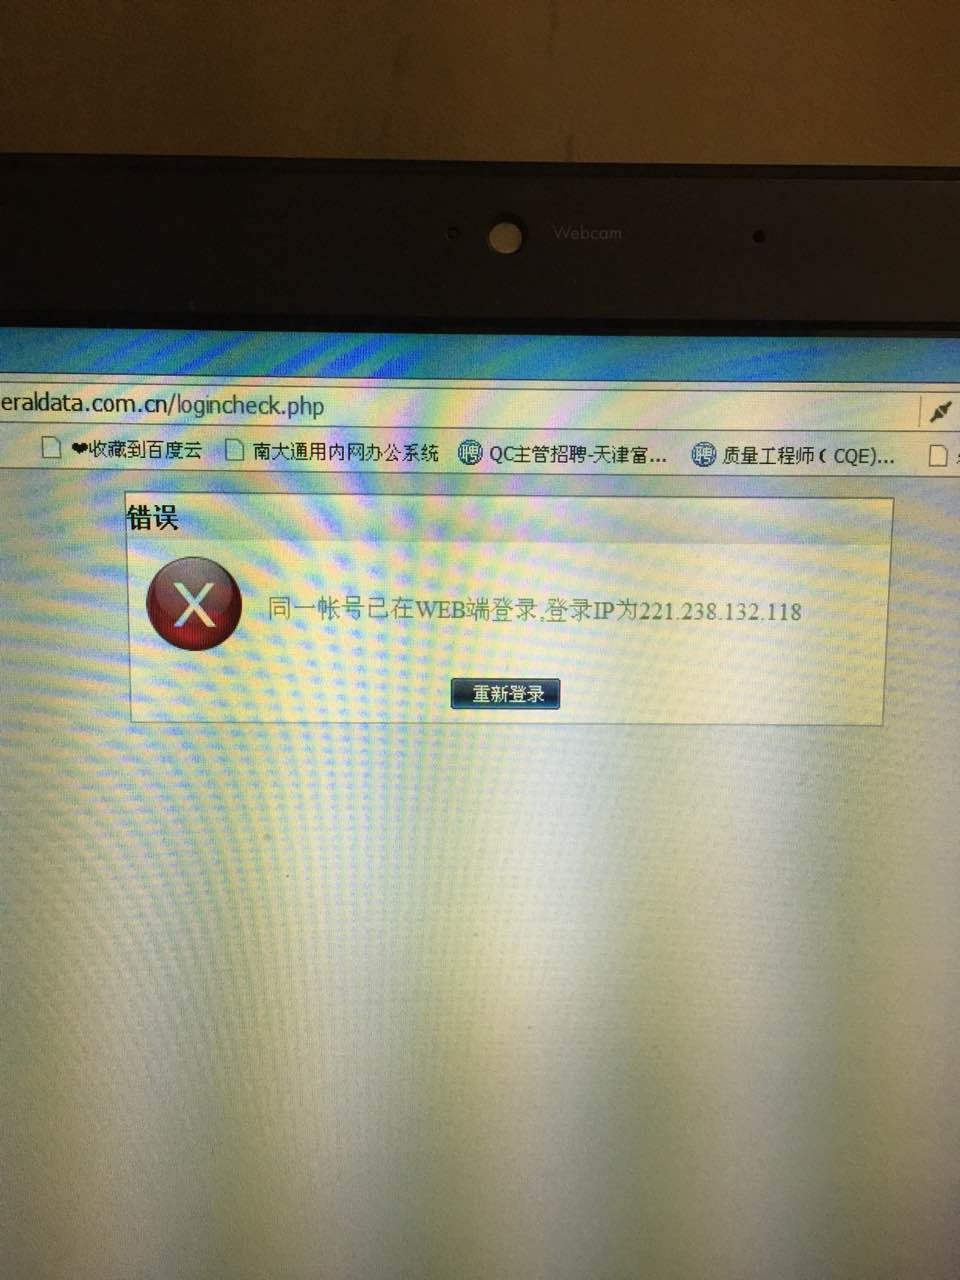 Webcam
eraldata.com.cn/logincheck.php
❤收藏到百度云 南大通用内网办公系统 聘 QC主管招聘-天津富... 聘 质量工程师 ( CQE)...
错误
X
同一帐号已在WEB端登录,登录IP为221.238.132.118
重新登录